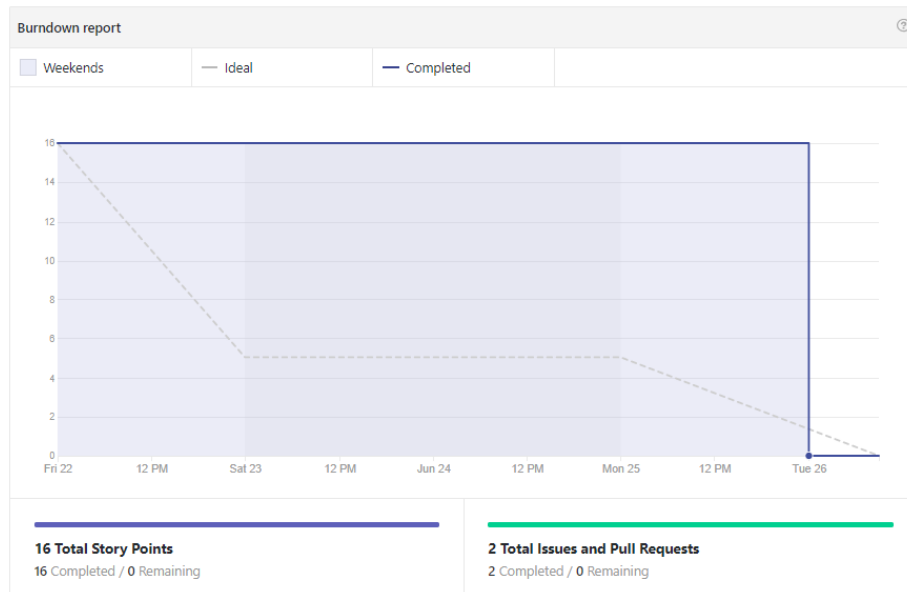 Burndown report
Weekends
Ideal
Completed
16
14
12
10
8
6
4
2
0
Fri 22 12 PM Sat 23 12 PM Jun 24 12 PM Mon 25 12 PM Tue 26
16 Total Story Points
16 Completed / 0 Remaining
2 Total Issues and Pull Requests
2 Completed / 0 Remaining